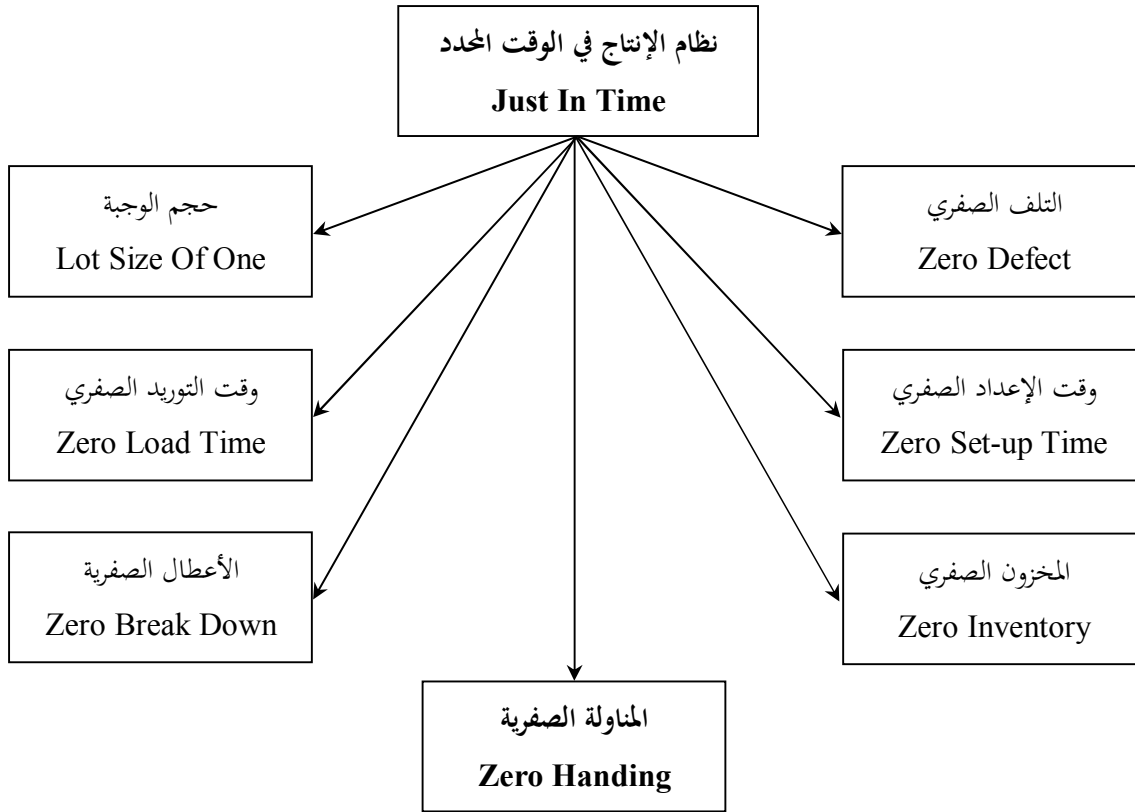 نظام الإنتاج في الوقت المحدد
Just In Time
التلف الصفري
Zero Defect
حجم الوجبة
Lot Size Of One
وقت الإعداد الصفري
Zero Set-up Time
وقت التوريد الصفري
Zero Load Time
المخزون الصفري
Zero Inventory
الأعطال الصفرية
Zero Break Down
المناولة الصفرية
Zero Handing